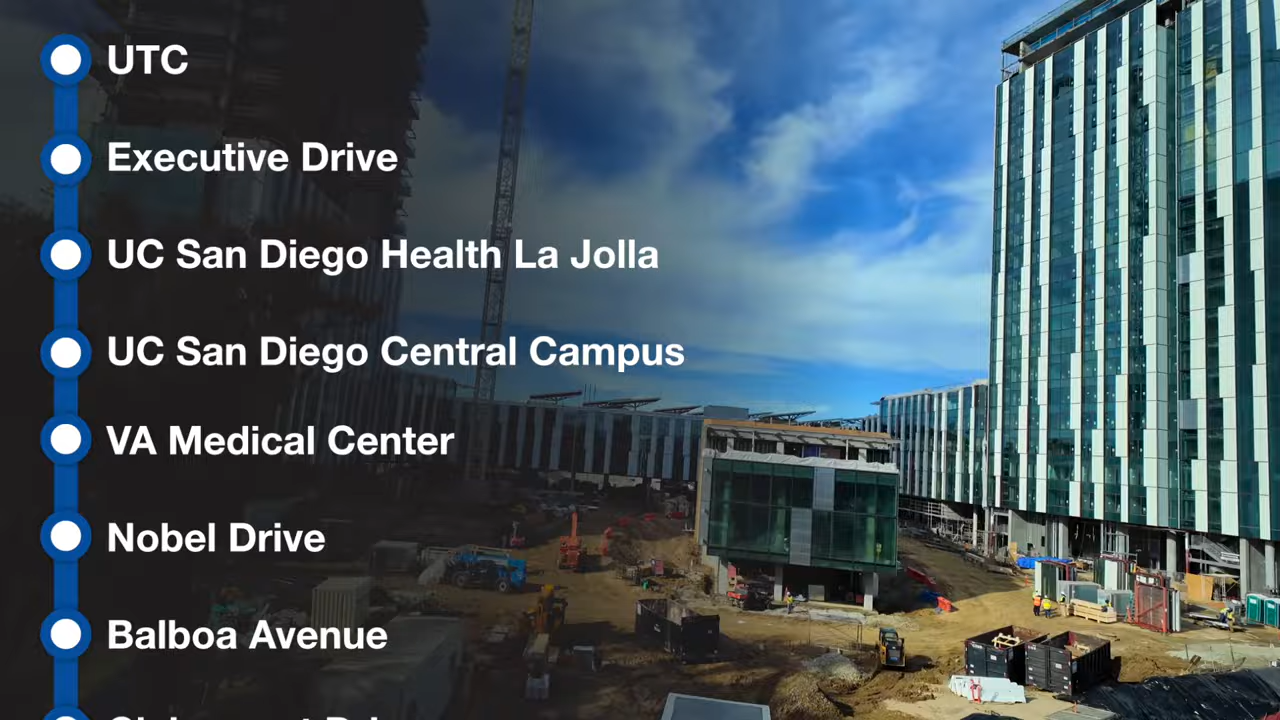 UTC
Executive Drive
UC San Diego Health La Jolla
UC San Diego Central Campus
VA Medical Center
Nobel Drive
Balboa Avenue